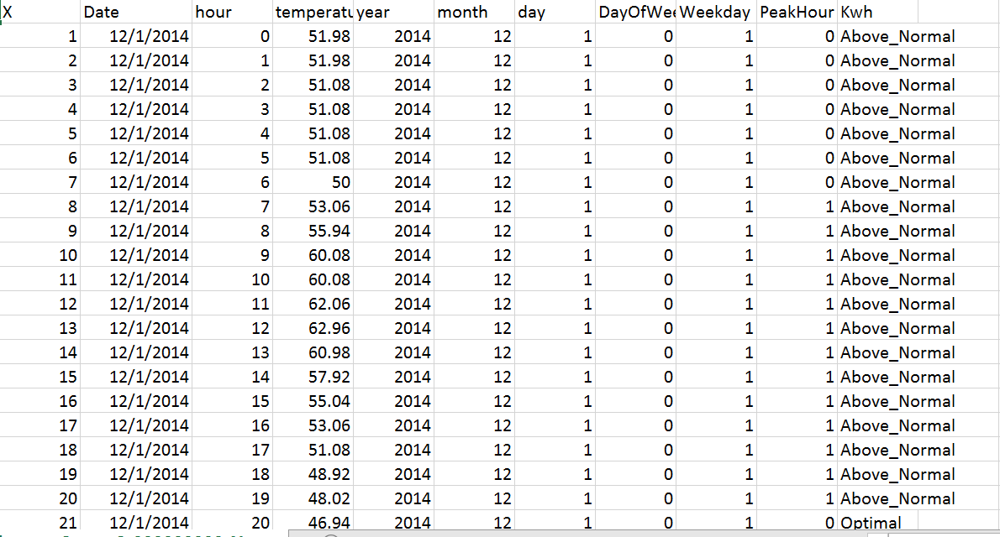 X Date hour temperatu year month day DayOfWee Weekday PeakHour Kwh
1 12/1/2014 0 51.98 2014 12 1 0 1 0 Above_Normal
2 12/1/2014 1 51.98 2014 12 1 0 1 0 Above_Normal
3 12/1/2014 2 51.08 2014 12 1 0 1 0 Above_Normal
4 12/1/2014 3 51.08 2014 12 1 0 1 0 Above_Normal
5 12/1/2014 4 51.08 2014 12 1 0 1 0 Above_Normal
6 12/1/2014 5 51.08 2014 12 1 0 1 0 Above_Normal
7 12/1/2014 6 50 2014 12 1 0 1 0 Above_Normal
8 12/1/2014 7 53.06 2014 12 1 0 1 1 Above_Normal
9 12/1/2014 8 55.94 2014 12 1 0 1 1 Above_Normal
10 12/1/2014 9 60.08 2014 12 1 0 1 1 Above_Normal
11 12/1/2014 10 60.08 2014 12 1 0 1 1 Above_Normal
12 12/1/2014 11 62.06 2014 12 1 0 1 1 Above_Normal
13 12/1/2014 12 62.96 2014 12 1 0 1 1 Above_Normal
14 12/1/2014 13 60.98 2014 12 1 0 1 1 Above_Normal
15 12/1/2014 14 57.92 2014 12 1 0 1 1 Above_Normal
16 12/1/2014 15 55.04 2014 12 1 0 1 1 Above_Normal
17 12/1/2014 16 53.06 2014 12 1 0 1 1 Above_Normal
18 12/1/2014 17 51.08 2014 12 1 0 1 1 Above_Normal
19 12/1/2014 18 48.92 2014 12 1 0 1 1 Above_Normal
20 12/1/2014 19 48.02 2014 12 1 0 1 1 Above_Normal
21 12/1/2014 20 46.94 2014 12 1 0 1 0 Optimal